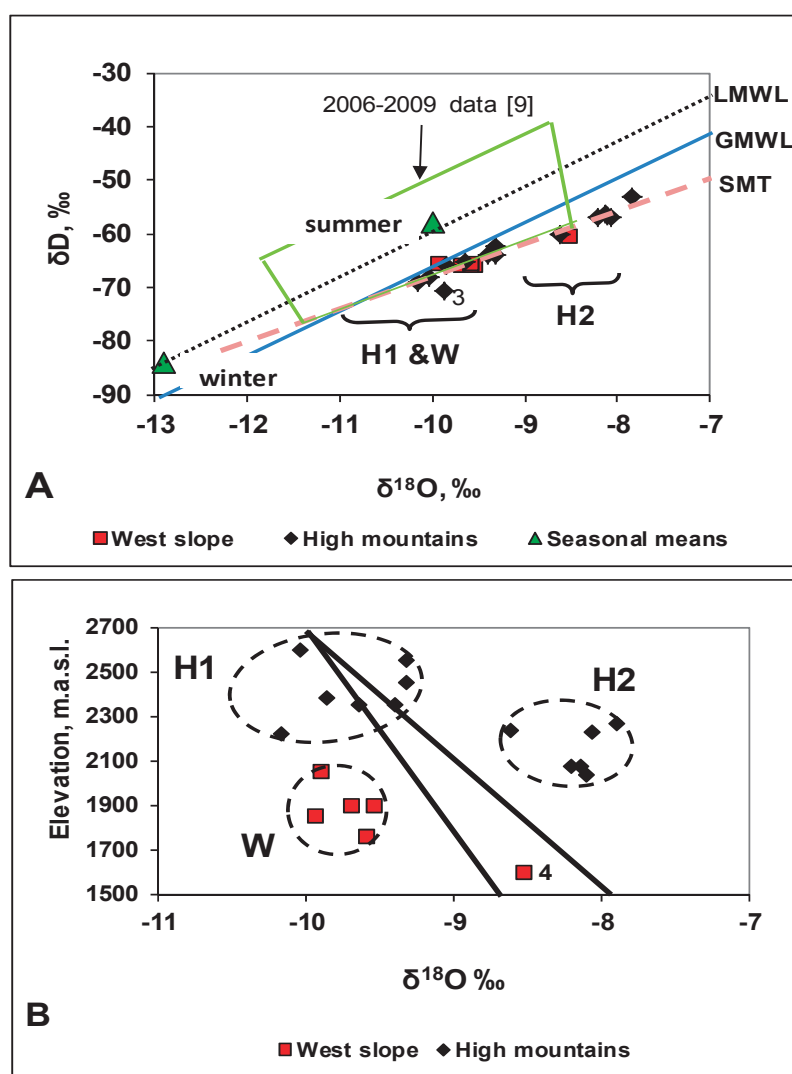 -30
-40
-50
-60
-70
-80
-90
δD, ‰
2006-2009 data [9]
LMWL
GMWL
SMT
summer
3
H1 &W
H2
winter
-13 -12 -11 -10 -9 -8 -7
δ¹⁸O, ‰
A
West slope High mountains Seasonal means
2700
2500
2300
2100
1900
1700
1500
Elevation, m.a.s.l.
H1
H2
W
4
-11 -10 -9 -8 -7
δ¹⁸O ‰
B
West slope High mountains